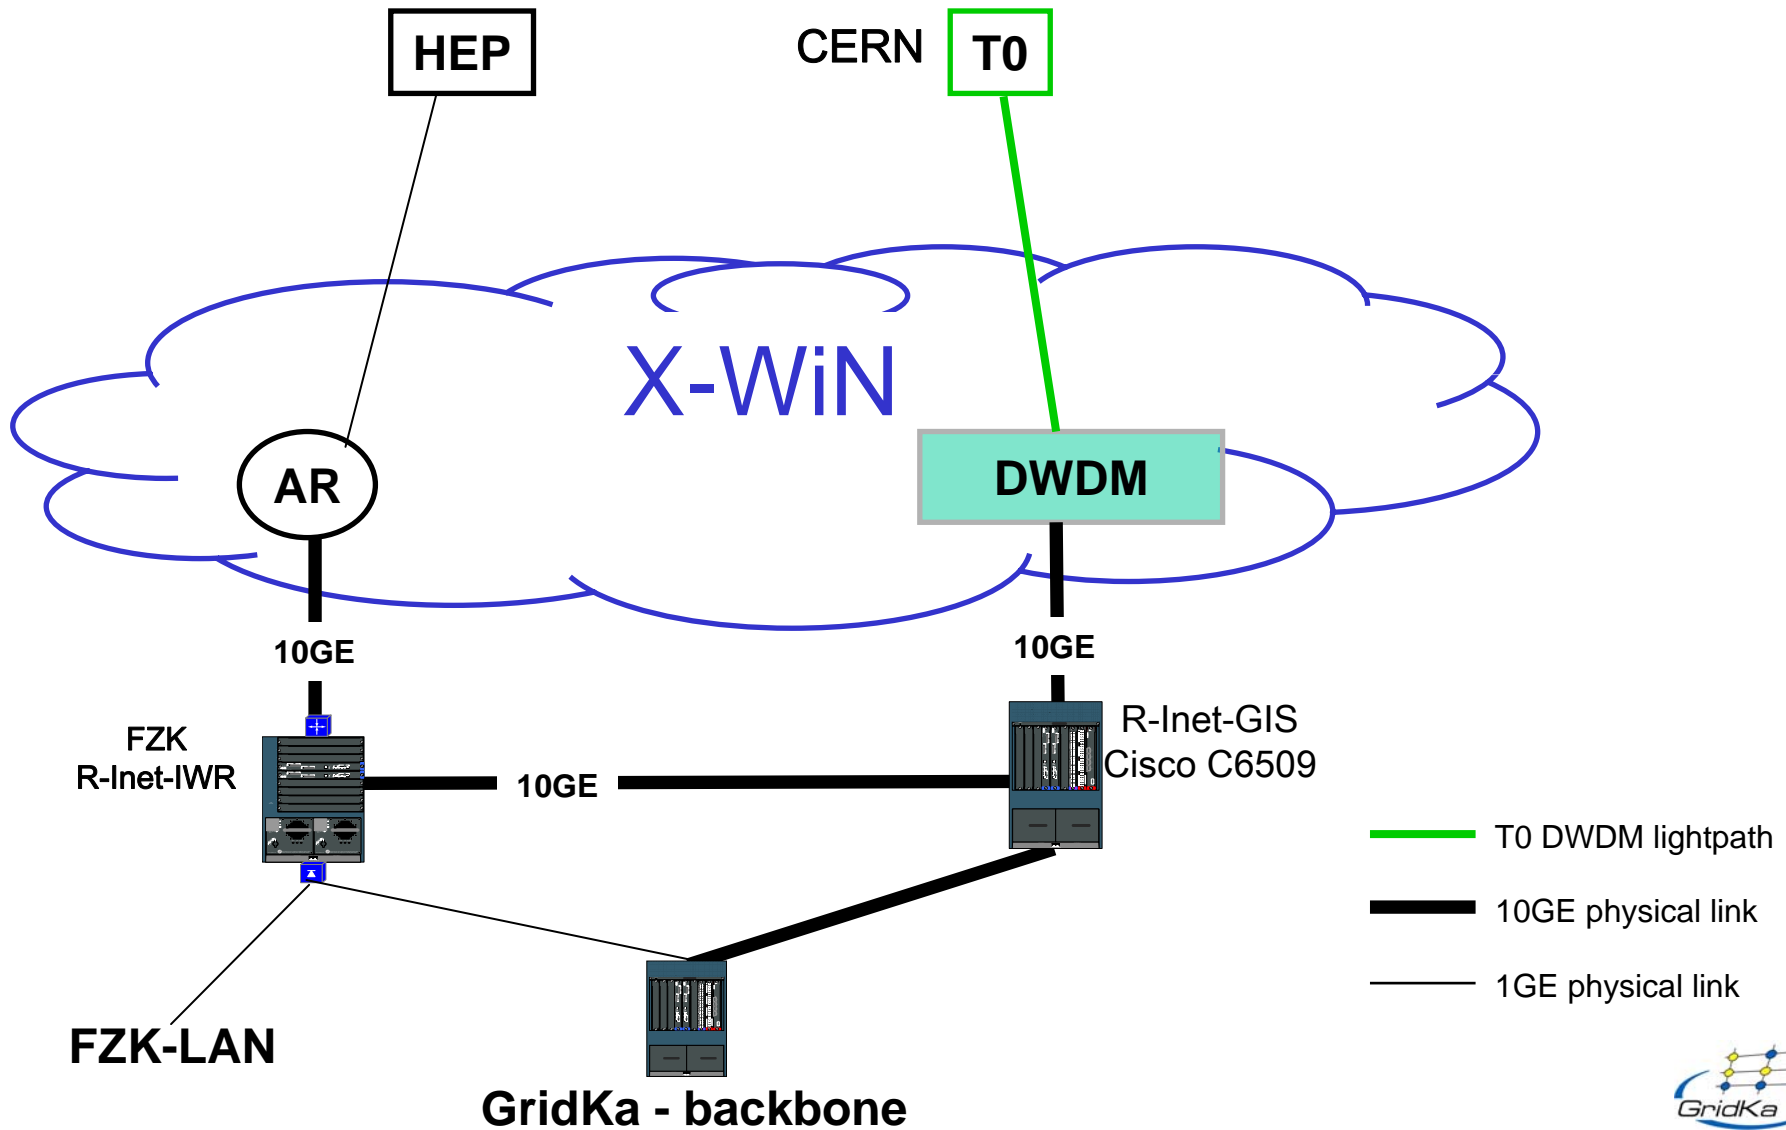 HEP
CERN
T0
X-WiN
AR
DWDM
10GE
10GE
FZK
R-Inet-IWR
10GE
R-Inet-GIS
Cisco C6509
T0 DWDM lightpath
10GE physical link
1GE physical link
FZK-LAN
GridKa - backbone
GridKa